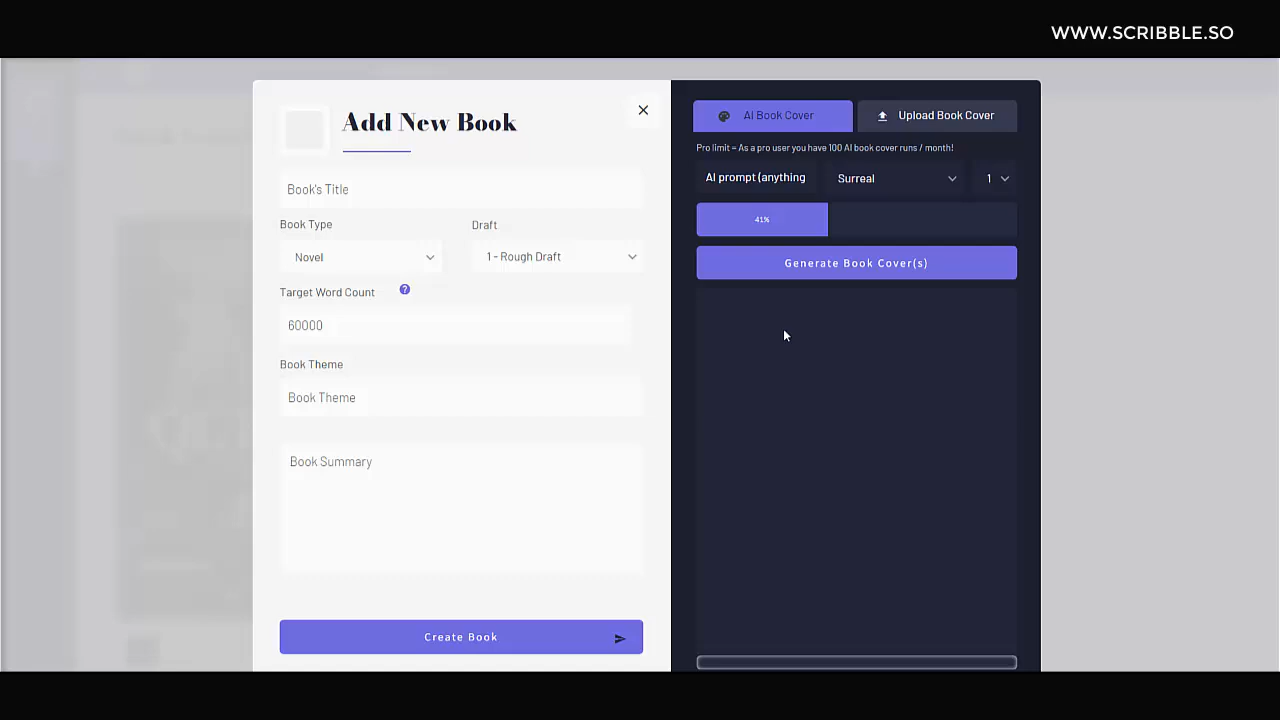 WWW.SCRIBBLE.SO
Add New Book
Book's Title
Book Type
Draft
Novel
1 - Rough Draft
Target Word Count
?
60000
Book Theme
Book Theme
Book Summary
Create Book
AI Book Cover
Upload Book Cover
Pro limit = As a pro user you have 100 AI book cover runs / month!
AI prompt (anything
Surreal
1
41%
Generate Book Cover(s)